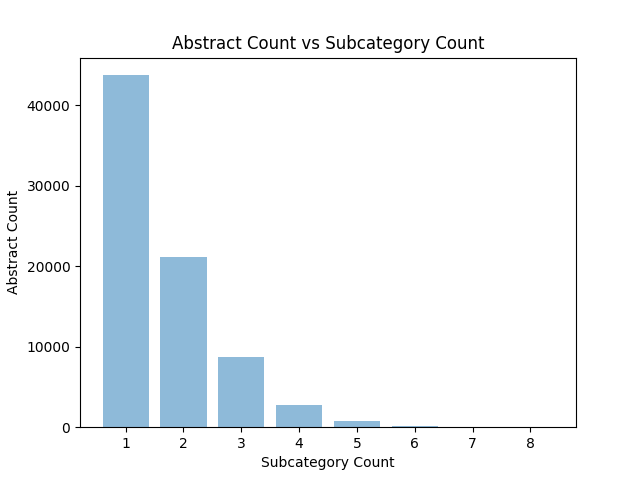 Abstract Count vs Subcategory Count
40000
30000
20000
10000
0
Abstract Count
1 2 3 4 5 6 7 8
Subcategory Count